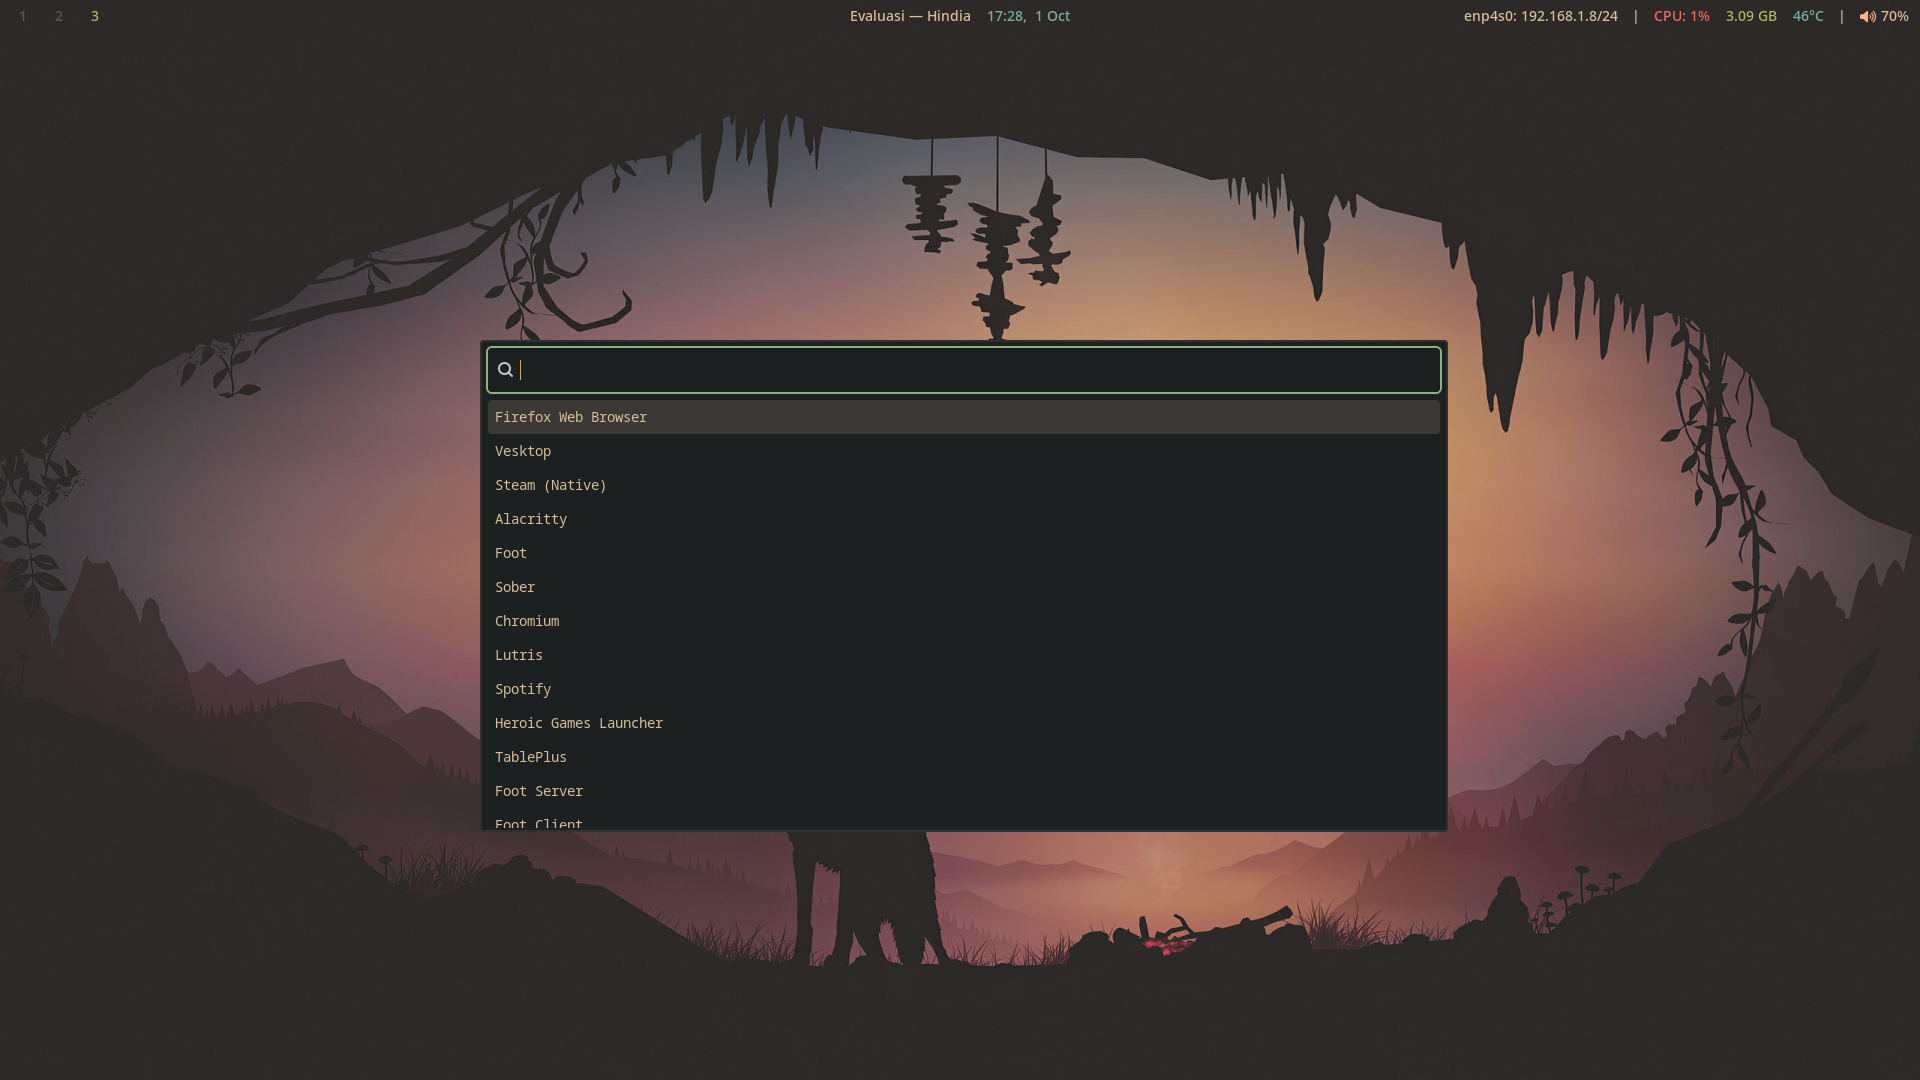 1 2 3 Evaluasi — Hindia 17:28, 1 Oct enp4s0: 192.168.1.8/24 | CPU: 1% 3.09 GB 46°C | 70%
Firefox Web Browser
Vesktop
Steam (Native)
Alacritty
Foot
Sober
Chromium
Lutris
Spotify
Heroic Games Launcher
TablePlus
Foot Server
Foot Client